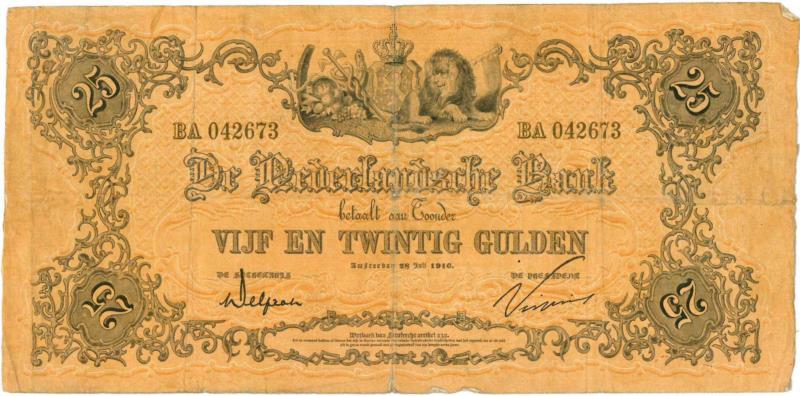 25 25
BA 042673 BA 042673
De Nederlandsche Bank
betaalt aan Toonder
VIJF EN TWINTIG GULDEN
Amsterdam 28 Juli 1916.
DE SECRETARIS DE PRESIDENT
25 25
Wetboek van Strafrecht artikel 232.